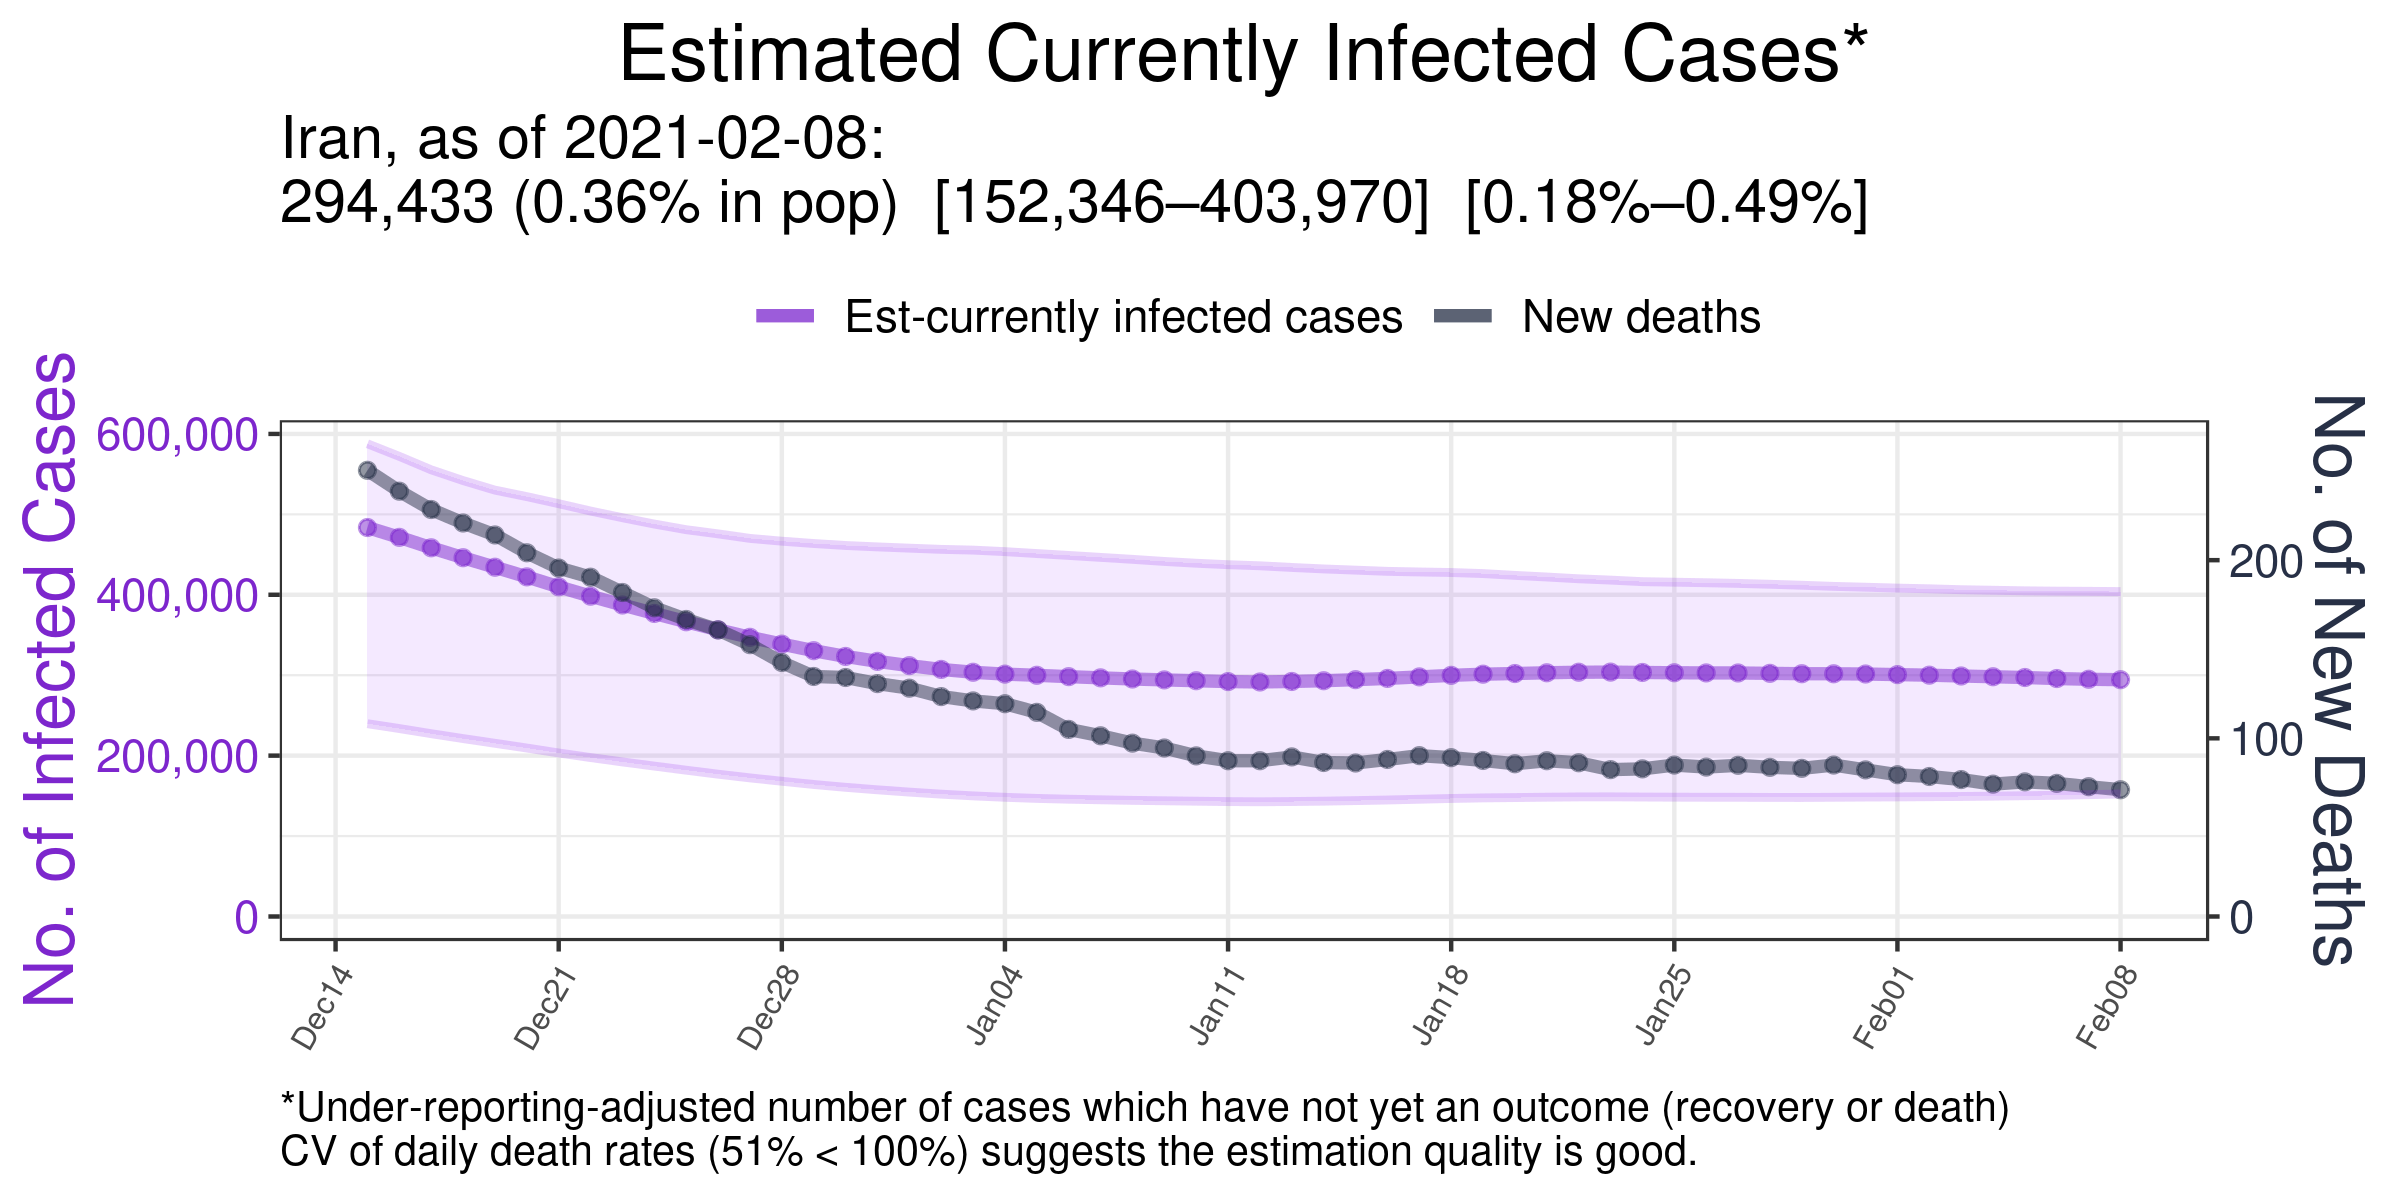 Estimated Currently Infected Cases*
Iran, as of 2021-02-08:
294,433 (0.36% in pop)  [152,346–403,970]  [0.18%–0.49%]
Est-currently infected cases
New deaths
No. of Infected Cases
600,000
400,000
200,000
0
No. of New Deaths
200
100
0
Dec14
Dec21
Dec28
Jan04
Jan11
Jan18
Jan25
Feb01
Feb08
*Under-reporting-adjusted number of cases which have not yet an outcome (recovery or death)
CV of daily death rates (51% < 100%) suggests the estimation quality is good.